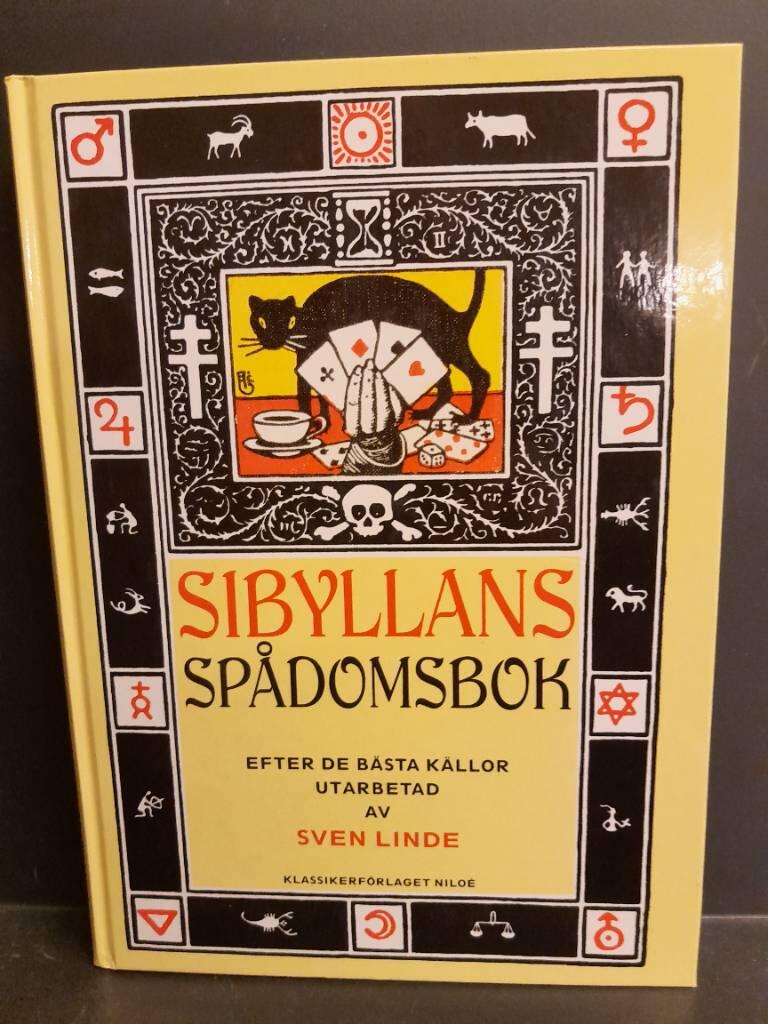 SIBYLLANS
SPÅDOMSBOK
EFTER DE BÄSTA KÄLLOR
UTARBETAD
AV
SVEN LINDE
KLASSIKERFÖRLAGET NILOÉ